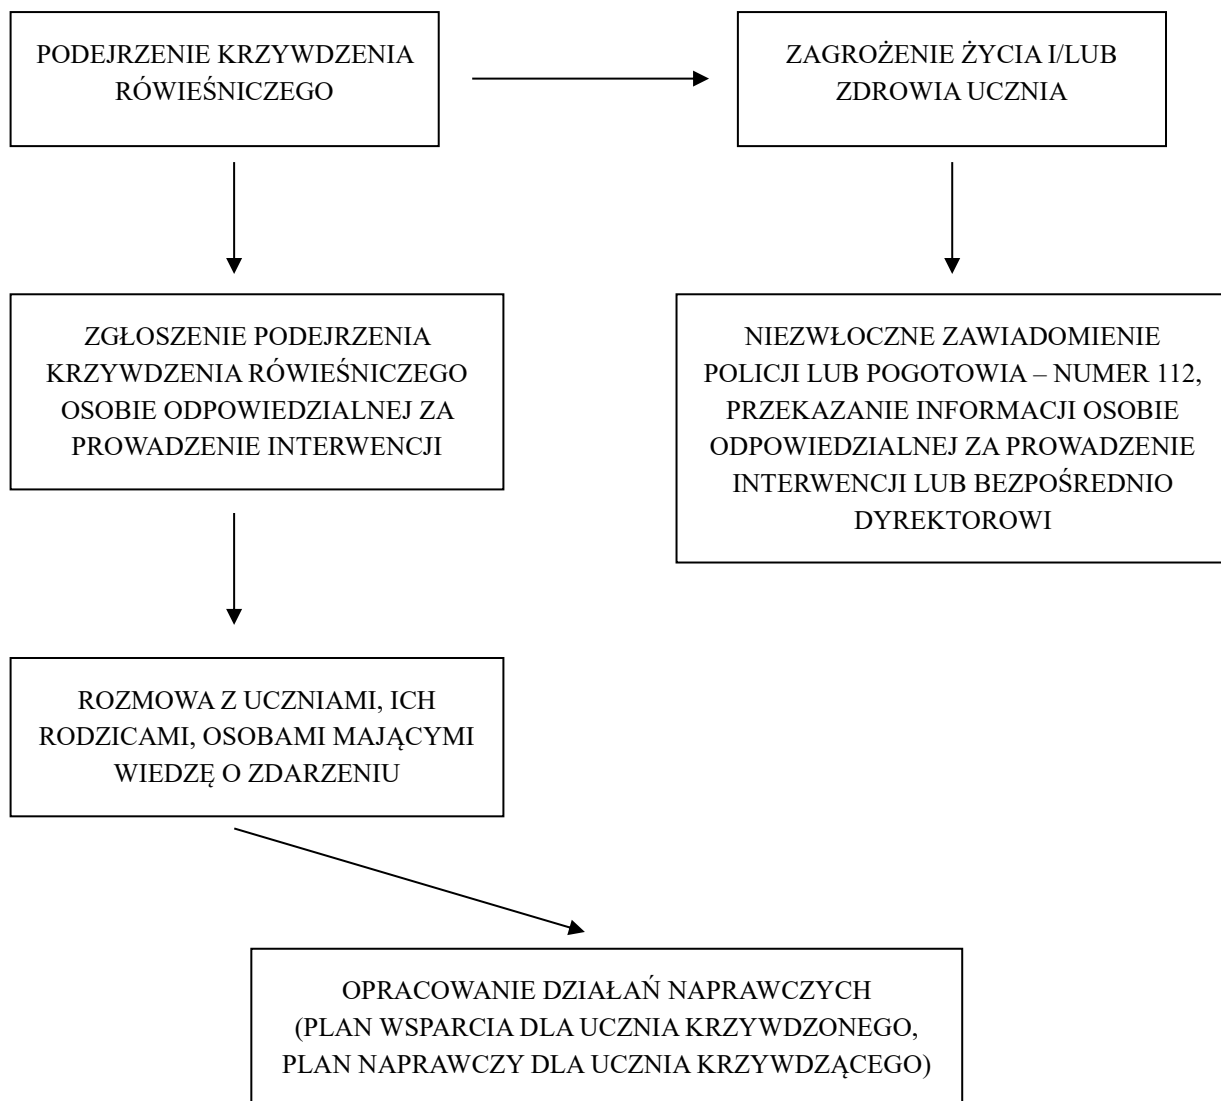 PODEJRZENIE KRZYWDZENIA
RÓWIEŚNICZEGO
ZAGROŻENIE ŻYCIA I/LUB
ZDROWIA UCZNIA
ZGŁOSZENIE PODEJRZENIA
KRZYWDZENIA RÓWIEŚNICZEGO
OSOBIE ODPOWIEDZIALNEJ ZA
PROWADZENIE INTERWENCJI
NIEZWŁOCZNE ZAWIADOMIENIE
POLICJI LUB POGOTOWIA – NUMER 112,
PRZEKAZANIE INFORMACJI OSOBIE
ODPOWIEDZIALNEJ ZA PROWADZENIE
INTERWENCJI LUB BEZPOŚREDNIO
DYREKTOROWI
ROZMOWA Z UCZNIAMI, ICH
RODZICAMI, OSOBAMI MAJĄCYMI
WIEDZĘ O ZDARZENIU
OPRACOWANIE DZIAŁAŃ NAPRAWCZYCH
(PLAN WSPARCIA DLA UCZNIA KRZYWDZONEGO,
PLAN NAPRAWCZY DLA UCZNIA KRZYWDZĄCEGO)